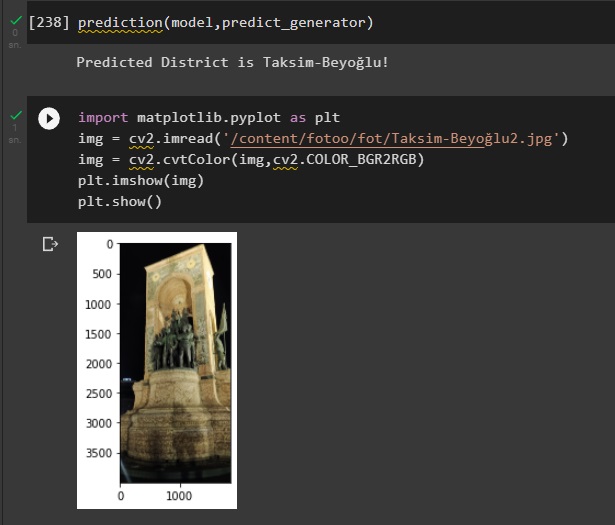 [238] prediction(model,predict_generator)
0
sn.
Predicted District is Taksim-Beyoğlu!
import matplotlib.pyplot as plt
1
sn.
img = cv2.imread('/content/fotoo/fot/Taksim-Beyoğlu2.jpg')
img = cv2.cvtColor(img,cv2.COLOR_BGR2RGB)
plt.imshow(img)
plt.show()
0
500
1000
1500
2000
2500
3000
3500
0 1000